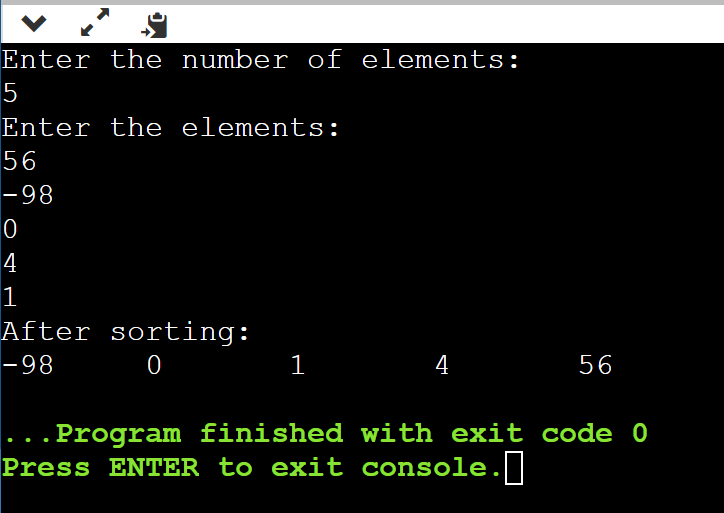 Enter the number of elements:
5
Enter the elements:
56
-98
0
4
1
After sorting:
-98 0 1 4 56
...Program finished with exit code 0
Press ENTER to exit console.